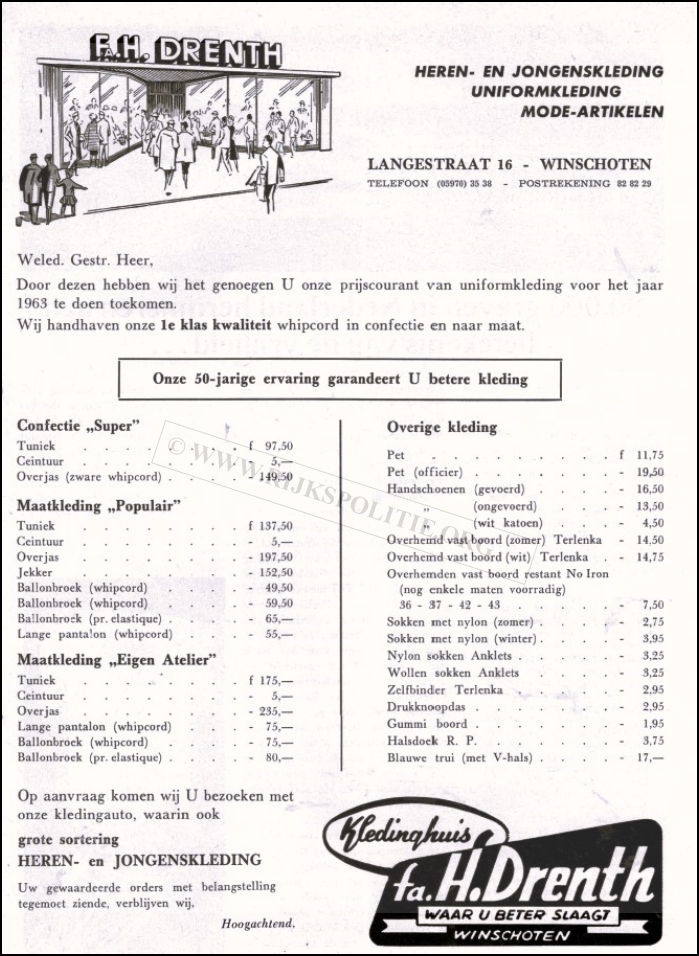 FA. H. DRENTH
HEREN- EN JONGENSKLEDING
UNIFORMKLEDING
MODE-ARTIKELEN
LANGESTRAAT 16 - WINSCHOTEN
TELEFOON (05970) 35 38 - POSTREKENING 82 82 29
Weled. Gestr. Heer,
Door dezen hebben wij het genoegen U onze prijscourant van uniformkleding voor het jaar
1963 te doen toekomen.
Wij handhaven onze 1e klas kwaliteit whipcord in confectie en naar maat.
Onze 50-jarige ervaring garandeert U betere kleding
Confectie „Super”
Tuniek . . . . . . . . f 97,50
Ceintuur . . . . . . . - 5,—
Overjas (zware whipcord) . . . . - 149,50
Maatkleding „Populair”
Tuniek . . . . . . . . f 137,50
Ceintuur . . . . . . . - 5,—
Overjas . . . . . . . - 197,50
Jekker . . . . . . . - 152,50
Ballonbroek (whipcord) . . . . - 49,50
Ballonbroek (whipcord) . . . . - 59,50
Ballonbroek (pr. elastique) . . . . - 65,—
Lange pantalon (whipcord) . . . - 55,—
Maatkleding „Eigen Atelier”
Tuniek . . . . . . . . f 175,—
Ceintuur . . . . . . . - 5,—
Overjas . . . . . . . - 235,—
Lange pantalon (whipcord) . . . - 75,—
Ballonbroek (whipcord) . . . . - 75,—
Ballonbroek (pr. elastique) . . . . - 80,—
Overige kleding
Pet - . . . . . . . . f 11,75
Pet (officier) . . . . . . . - 19,50
Handschoenen (gevoerd) . . . . - 16,50
„ (ongevoerd) . . . . - 13,50
„ (wit katoen) . . . . - 4,50
Overhemd vast boord (zomer) Terlenka - 14,50
Overhemd vast boord (wit) Terlenka . - 14,75
Overhemden vast boord restant No Iron
(nog enkele maten voorradig)
36 - 37 - 42 - 43 . . . . . - 7,50
Sokken met nylon (zomer) . . . . - 2,75
Sokken met nylon (winter) . . . . - 3,95
Nylon sokken Anklets . . . . . - 3,25
Wollen sokken Anklets . . . . - 3,25
Zelfbinder Terlenka . . . . . - 2,95
Drukknoopdas . . . . . . - 2,95
Gummi boord . . . . . . . - 1,95
Halsdoek R. P. . . . . . . - 3,75
Blauwe trui (met V-hals) . . . . - 17,—
© WWW.RIJKSPOLITIE.ORG
Op aanvraag komen wij U bezoeken met
onze kledingauto, waarin ook
grote sortering
HEREN- en JONGENSKLEDING
Uw gewaardeerde orders met belangstelling
tegemoet ziende, verblijven wij,
Hoogachtend,
Kledinghuis
fa. H. Drenth
WAAR U BETER SLAAGT
WINSCHOTEN